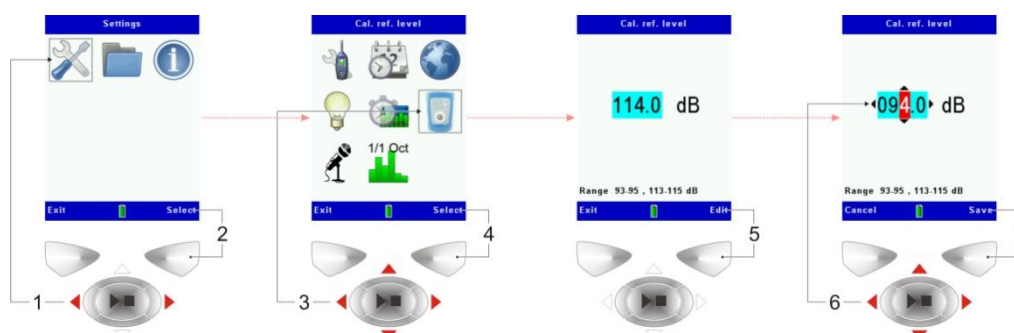 Settings
Exit
Select
2
1
Cal. ref. level
12
1/1 Oct
Exit
Select
4
3
Cal. ref. level
114.0 dB
Range 93-95 , 113-115 dB
Exit
Edit
5
Cal. ref. level
094.0 dB
Range 93-95 , 113-115 dB
Cancel
Save
6